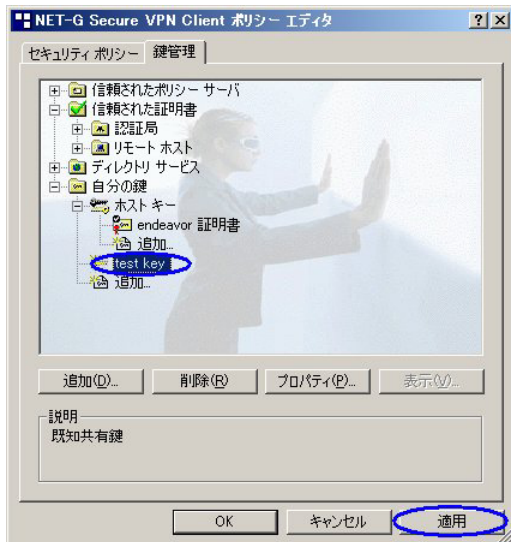 NET-G Secure VPN Client ポリシー エディタ
セキュリティ ポリシー 鍵管理
信頼されたポリシー サーバ
信頼された証明書
認証局
リモート ホスト
ディレクトリ サービス
自分の鍵
ホスト キー
endeavor 証明書
追加...
test key
追加...
追加(D)... 削除(R) プロパティ(P)... 表示(V)...
説明
既知共有鍵
OK キャンセル 適用